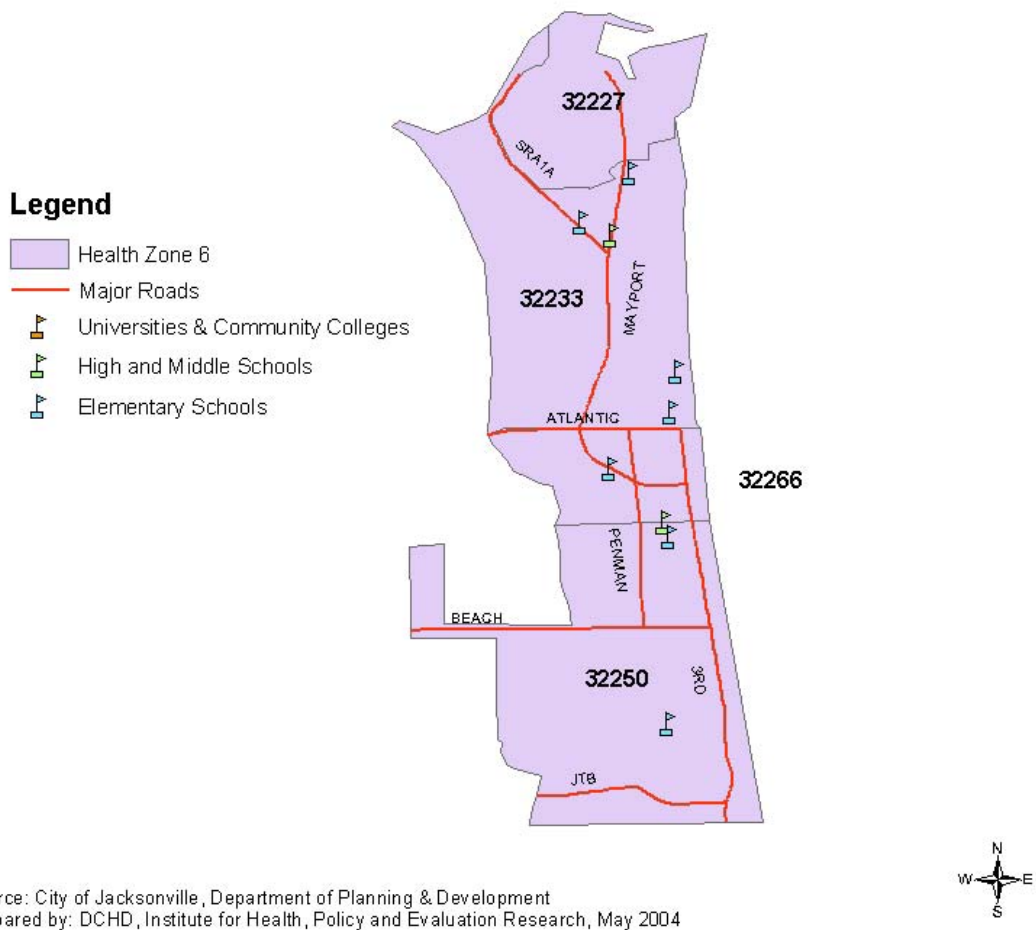 32227
SRA1A
Legend
Health Zone 6
Major Roads
Universities & Community Colleges
High and Middle Schools
Elementary Schools
32233
MAYPORT
ATLANTIC
32266
PENMAN
BEACH
32250
3RD
JTB
N
W E
S
rce: City of Jacksonville, Department of Planning & Development
pared by: DCHD, Institute for Health, Policy and Evaluation Research, May 2004